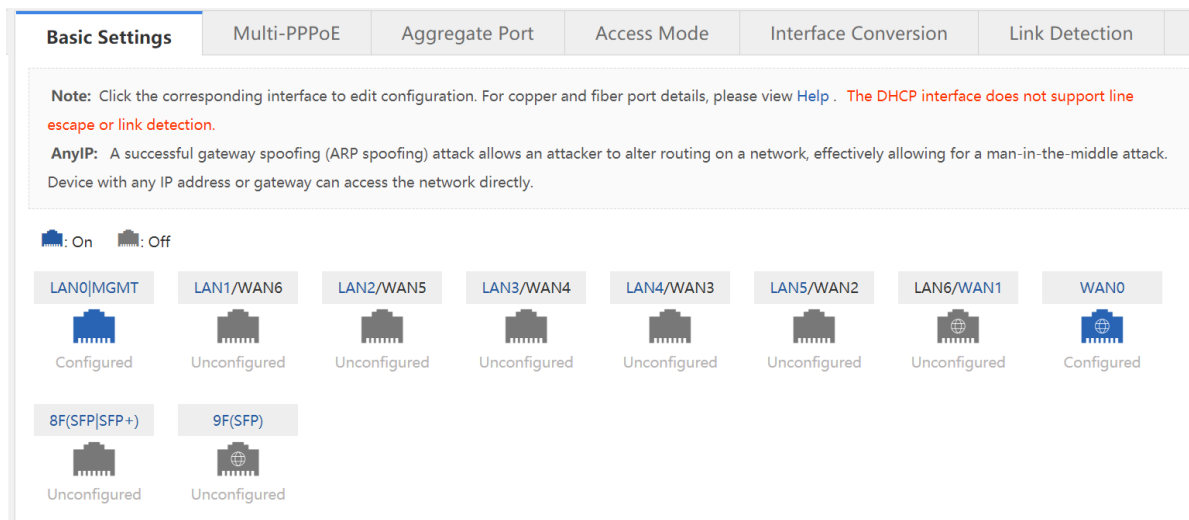 Basic Settings Multi-PPPoE Aggregate Port Access Mode Interface Conversion Link Detection
Note: Click the corresponding interface to edit configuration. For copper and fiber port details, please view Help . The DHCP interface does not support line
escape or link detection.
AnyIP: A successful gateway spoofing (ARP spoofing) attack allows an attacker to alter routing on a network, effectively allowing for a man-in-the-middle attack.
Device with any IP address or gateway can access the network directly.
: On : Off
LAN0|MGMT LAN1/WAN6 LAN2/WAN5 LAN3/WAN4 LAN4/WAN3 LAN5/WAN2 LAN6/WAN1 WAN0
Configured Unconfigured Unconfigured Unconfigured Unconfigured Unconfigured Unconfigured Configured
8F(SFP|SFP+) 9F(SFP)
Unconfigured Unconfigured